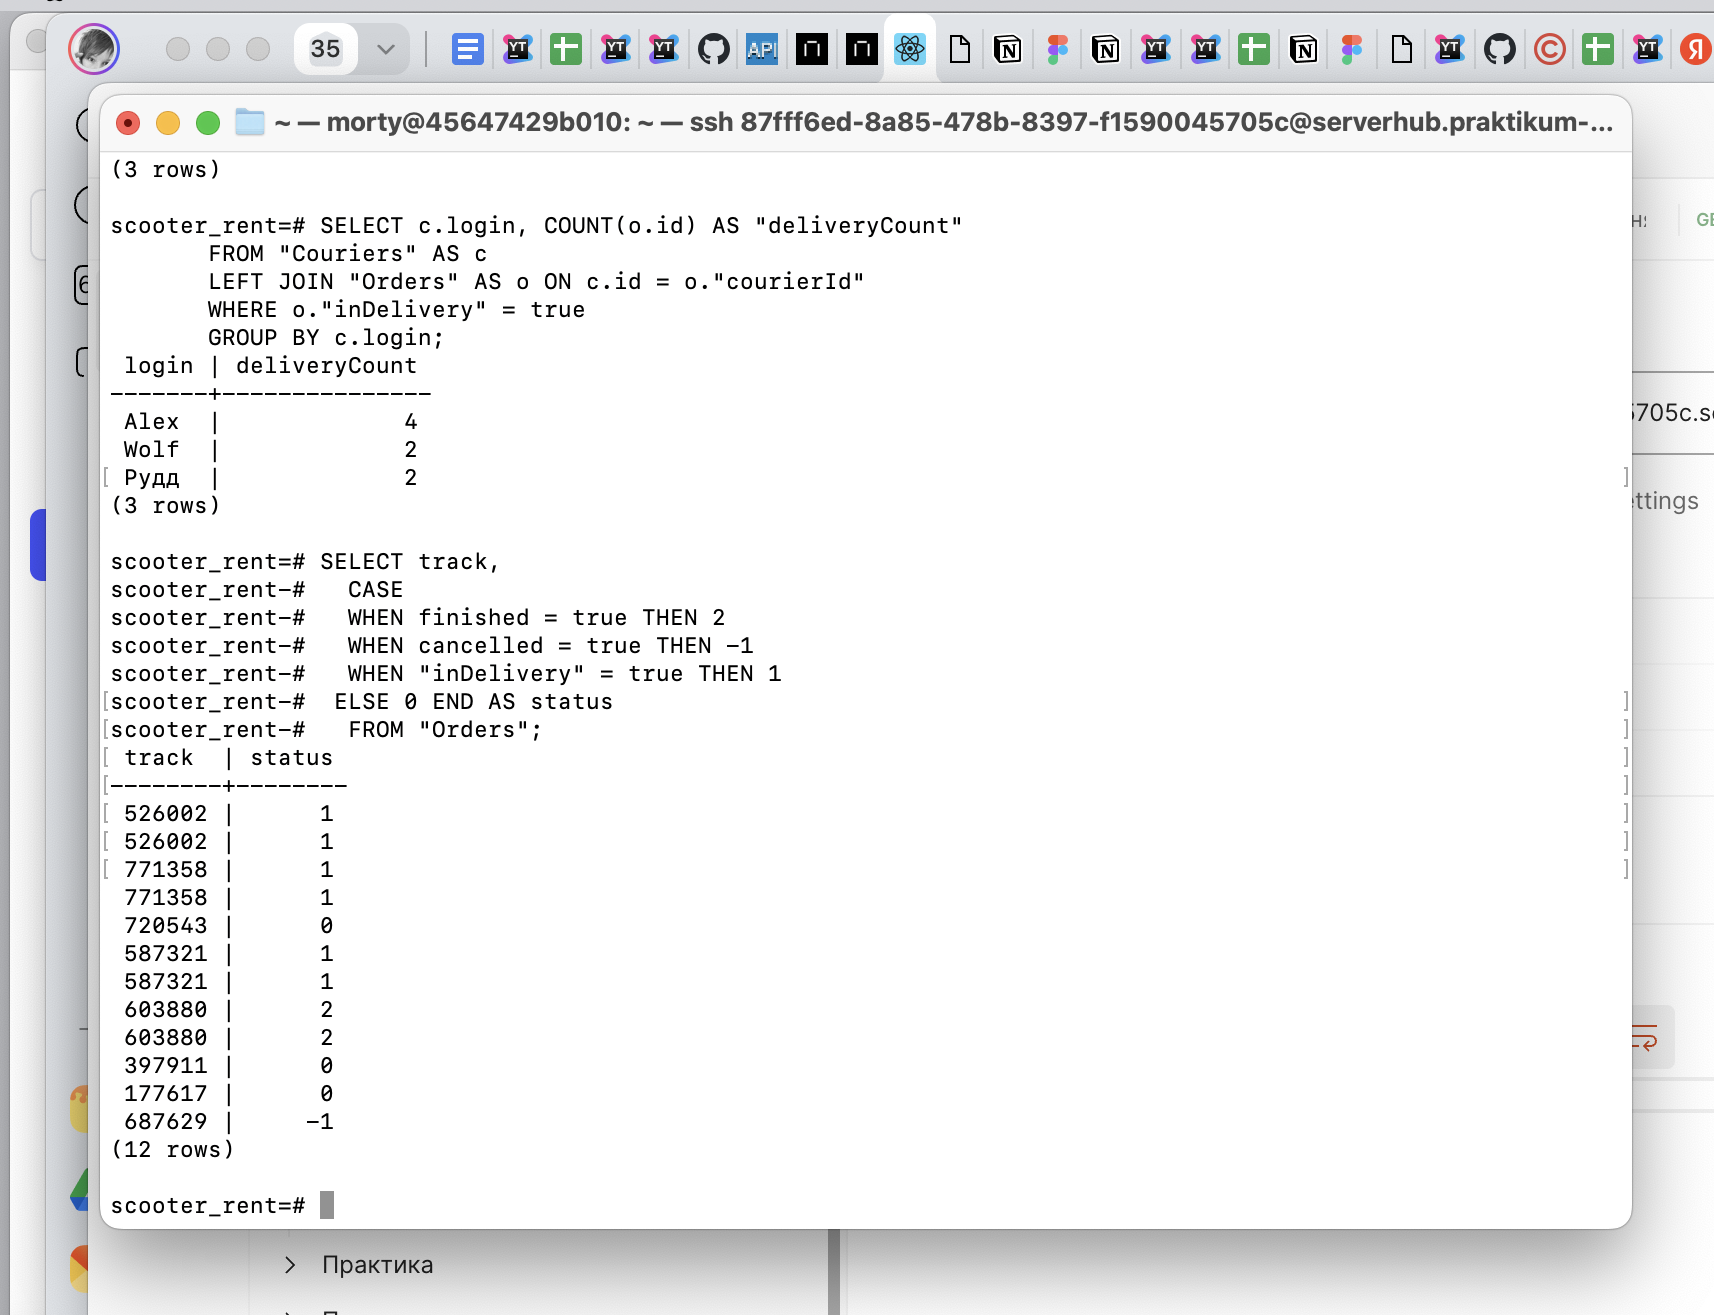 35
~ — morty@45647429b010: ~ — ssh 87fff6ed-8a85-478b-8397-f1590045705c@serverhub.praktikum-...
(3 rows)
scooter_rent=# SELECT c.login, COUNT(o.id) AS "deliveryCount"
FROM "Couriers" AS c
LEFT JOIN "Orders" AS o ON c.id = o."courierId"
WHERE o."inDelivery" = true
GROUP BY c.login;
login | deliveryCount
-------+---------------
Alex | 4
Wolf | 2
Рудд | 2
(3 rows)
scooter_rent=# SELECT track,
scooter_rent-# CASE
scooter_rent-# WHEN finished = true THEN 2
scooter_rent-# WHEN cancelled = true THEN -1
scooter_rent-# WHEN "inDelivery" = true THEN 1
scooter_rent-# ELSE 0 END AS status
scooter_rent-# FROM "Orders";
track | status
--------+--------
526002 | 1
526002 | 1
771358 | 1
771358 | 1
720543 | 0
587321 | 1
587321 | 1
603880 | 2
603880 | 2
397911 | 0
177617 | 0
687629 | -1
(12 rows)
scooter_rent=#
Практика
5705c.s
ettings